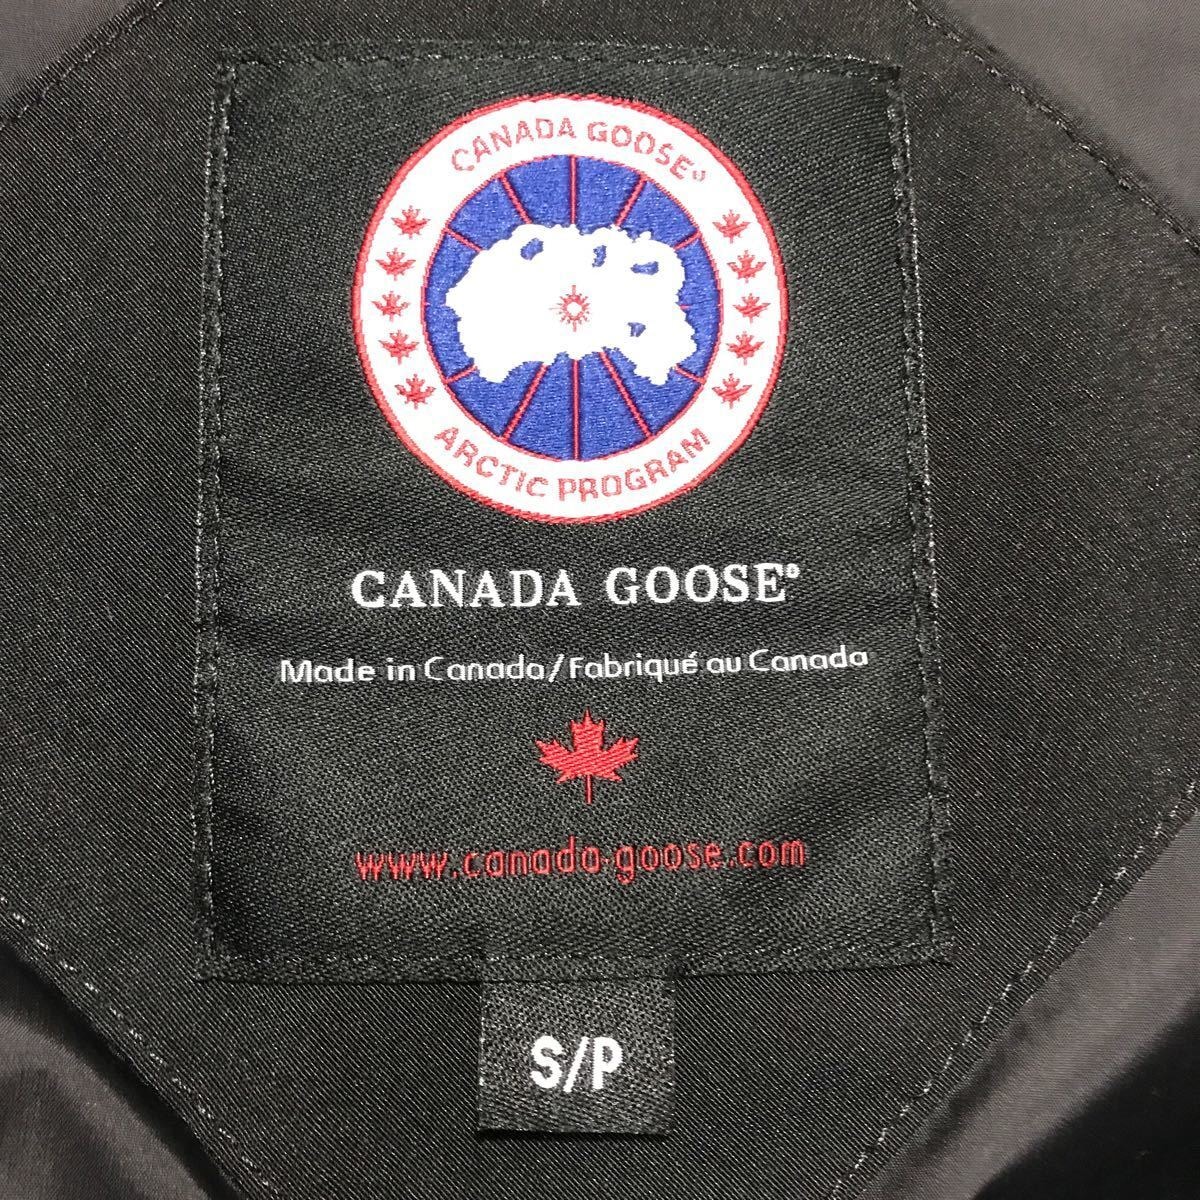 CANADA GOOSE®
ARCTIC PROGRAM
CANADA GOOSE®
Made in Canada/Fabriqué au Canada
www.canada-goose.com
S/P